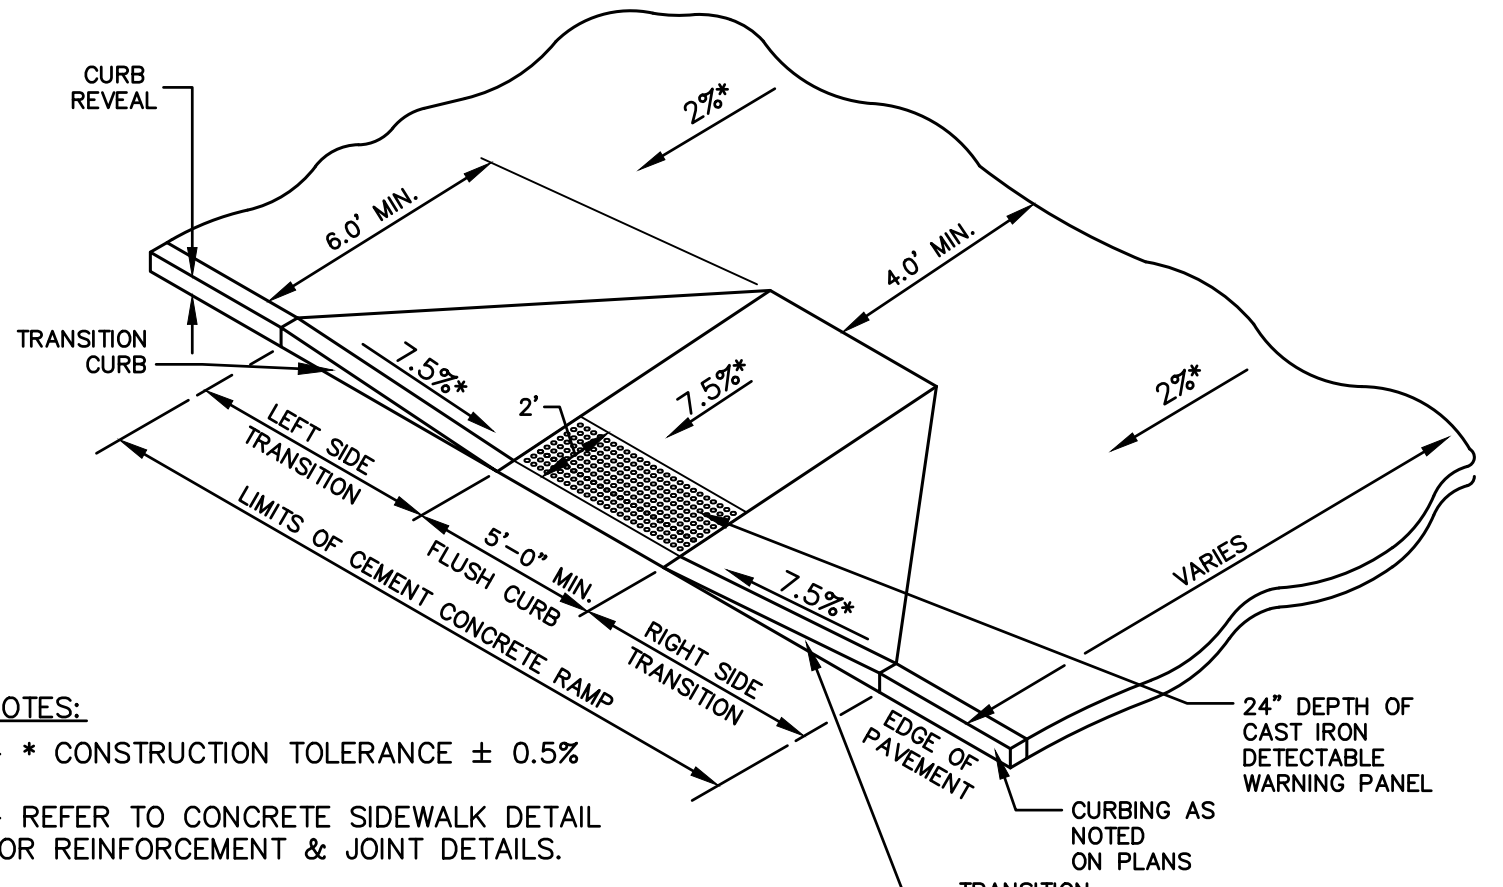 CURB
REVEAL
2%*
6.0' MIN.
4.0' MIN.
TRANSITION
CURB
7.5%*
2'
7.5%*
2%*
LEFT SIDE
TRANSITION
5'-0" MIN.
FLUSH CURB
LIMITS OF CEMENT CONCRETE RAMP
7.5%*
RIGHT SIDE
TRANSITION
VARIES
EDGE OF
PAVEMENT
24" DEPTH OF
CAST IRON
DETECTABLE
WARNING PANEL
CURBING AS
NOTED
ON PLANS
TRANSITION
OTES:
* CONSTRUCTION TOLERANCE ± 0.5%
REFER TO CONCRETE SIDEWALK DETAIL
OR REINFORCEMENT & JOINT DETAILS.